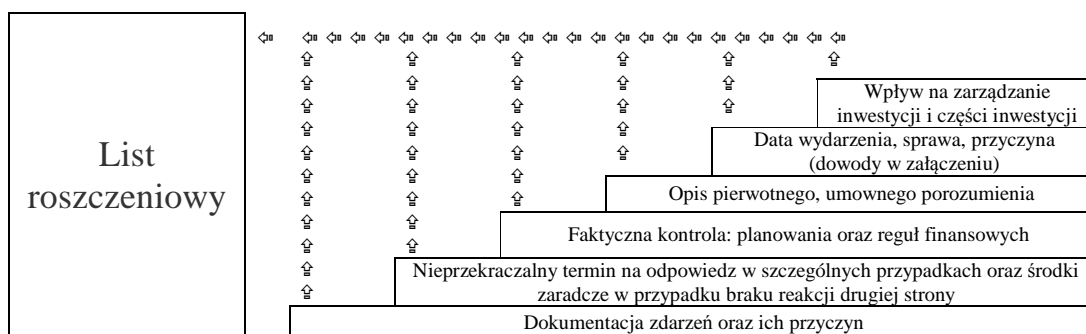 List
roszczeniowy
Wpływ na zarządzanie
inwestycji i części inwestycji
Data wydarzenia, sprawa, przyczyna
(dowody w załączeniu)
Opis pierwotnego, umownego porozumienia
Faktyczna kontrola: planowania oraz reguł finansowych
Nieprzekraczalny termin na odpowiedz w szczególnych przypadkach oraz środki
zaradcze w przypadku braku reakcji drugiej strony
Dokumentacja zdarzeń oraz ich przyczyn